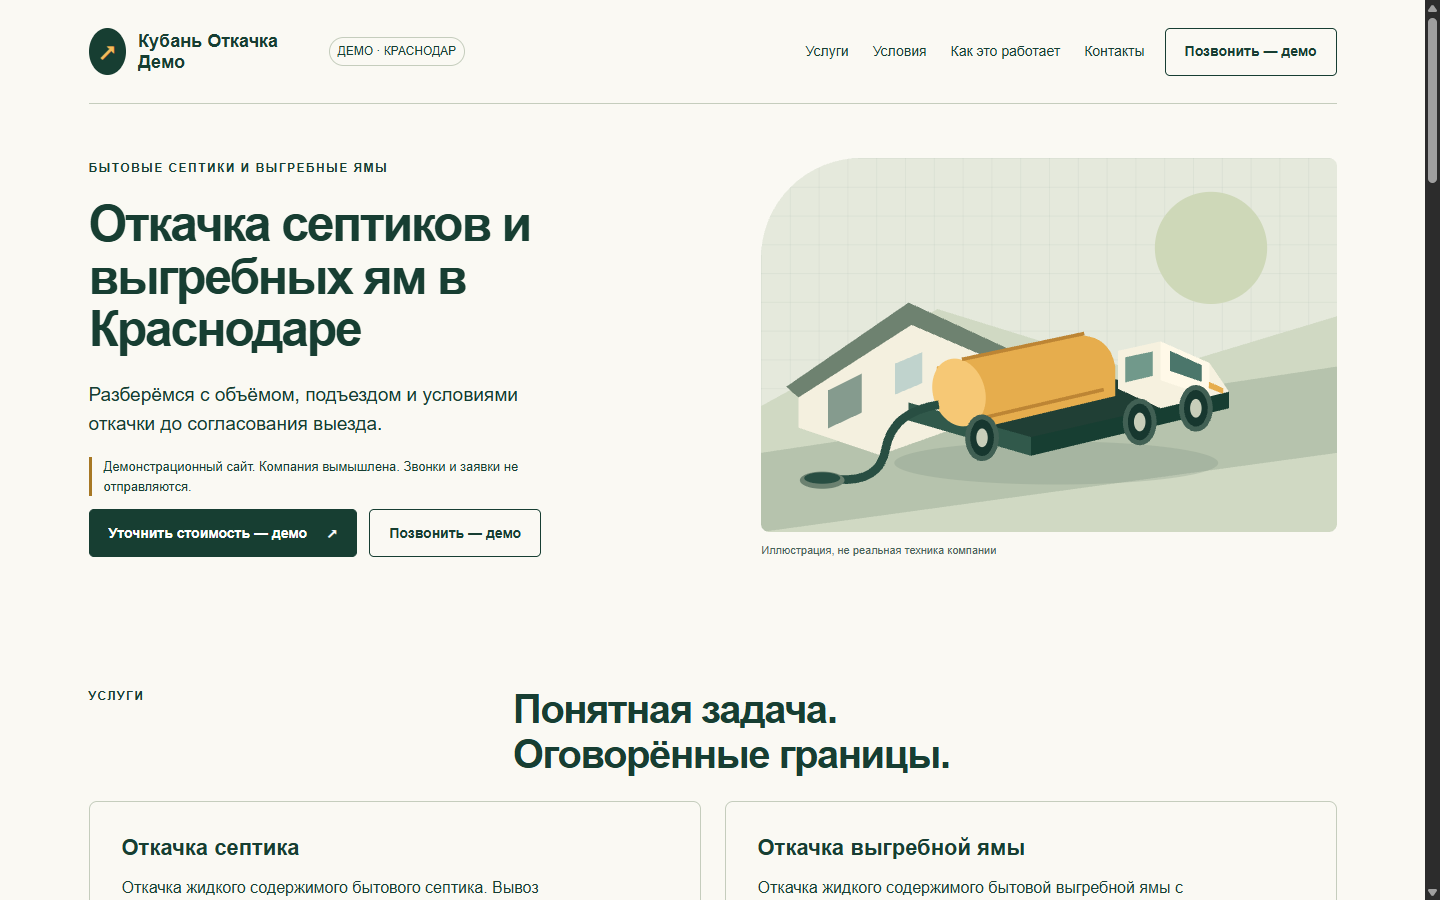 Кубань Откачка
Демо
ДЕМО · КРАСНОДАР
Услуги
Условия
Как это работает
Контакты
Позвонить — демо
БЫТОВЫЕ СЕПТИКИ И ВЫГРЕБНЫЕ ЯМЫ
Откачка септиков и
выгребных ям в
Краснодаре
Разберёмся с объёмом, подъездом и условиями
откачки до согласования выезда.
Демонстрационный сайт. Компания вымышлена. Звонки и заявки не
отправляются.
Уточнить стоимость — демо ↗
Позвонить — демо
Иллюстрация, не реальная техника компании
УСЛУГИ
Понятная задача.
Оговорённые границы.
Откачка септика
Откачка жидкого содержимого бытового септика. Вывоз
Откачка выгребной ямы
Откачка жидкого содержимого бытовой выгребной ямы с